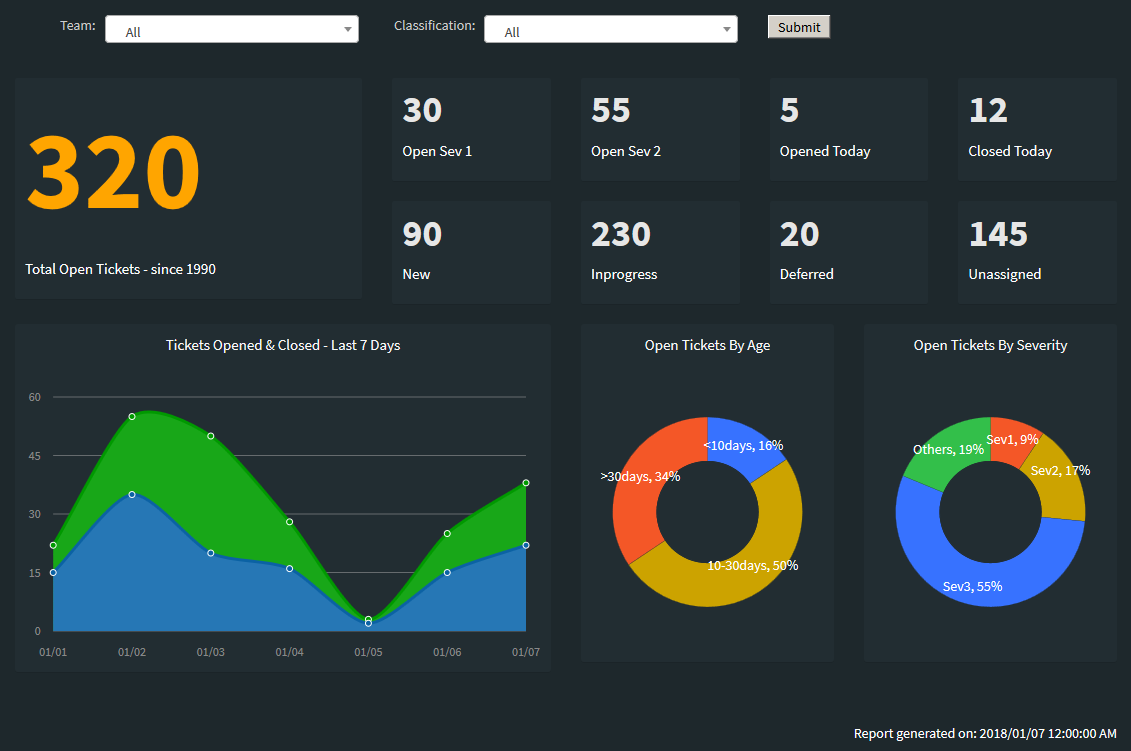 Team: All Classification: All Submit
320
Total Open Tickets - since 1990
30
Open Sev 1
55
Open Sev 2
5
Opened Today
12
Closed Today
90
New
230
Inprogress
20
Deferred
145
Unassigned
Tickets Opened & Closed - Last 7 Days
60
45
30
15
0
01/01 01/02 01/03 01/04 01/05 01/06 01/07
Open Tickets By Age
<10days, 16%
>30days, 34%
10-30days, 50%
Open Tickets By Severity
Sev1, 9%
Others, 19%
Sev2, 17%
Sev3, 55%
Report generated on: 2018/01/07 12:00:00 AM